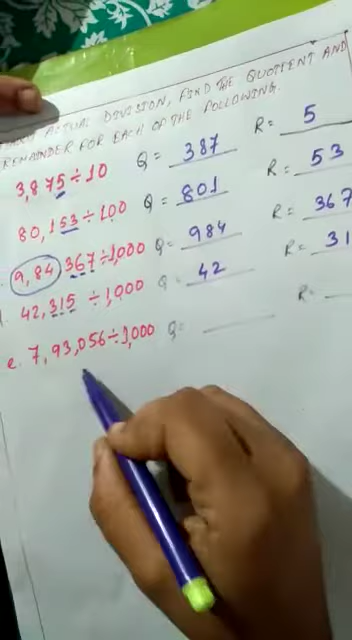 ACTUAL DIVISION, FIND THE QUOTIENT AND
REMAINDER FOR EACH OF THE FOLLOWING.
3,875÷10 Q = 387 R = 5
80,153÷100 Q = 801 R = 53
9,84 367÷1,000 Q = 984 R = 367
42,315 ÷1,000 Q = 42 R = 31
e. 7,93,056÷1,000 Q = R =